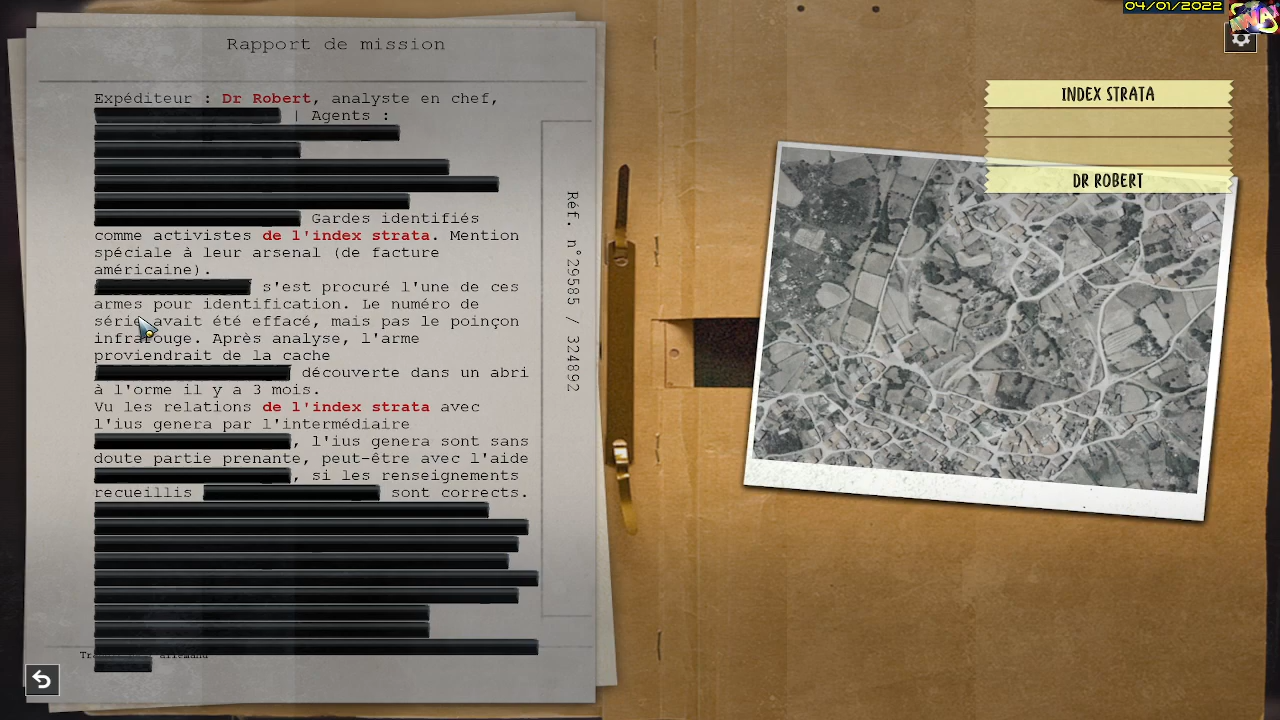 04/01/2022
Rapport de mission
Expéditeur : Dr Robert, analyste en chef,
| Agents :
Gardes identifiés
comme activistes de l'index strata. Mention
spéciale à leur arsenal (de facture
américaine).
s'est procuré l'une de ces
armes pour identification. Le numéro de
série avait été effacé, mais pas le poinçon
infrarouge. Après analyse, l'arme
proviendrait de la cache
découverte dans un abri
à l'orme il y a 3 mois.
Vu les relations de l'index strata avec
l'ius genera par l'intermédiaire
, l'ius genera sont sans
doute partie prenante, peut-être avec l'aide
, si les renseignements
recueillis sont corrects.
Réf. n°29585 / 324892
INDEX STRATA
DR ROBERT